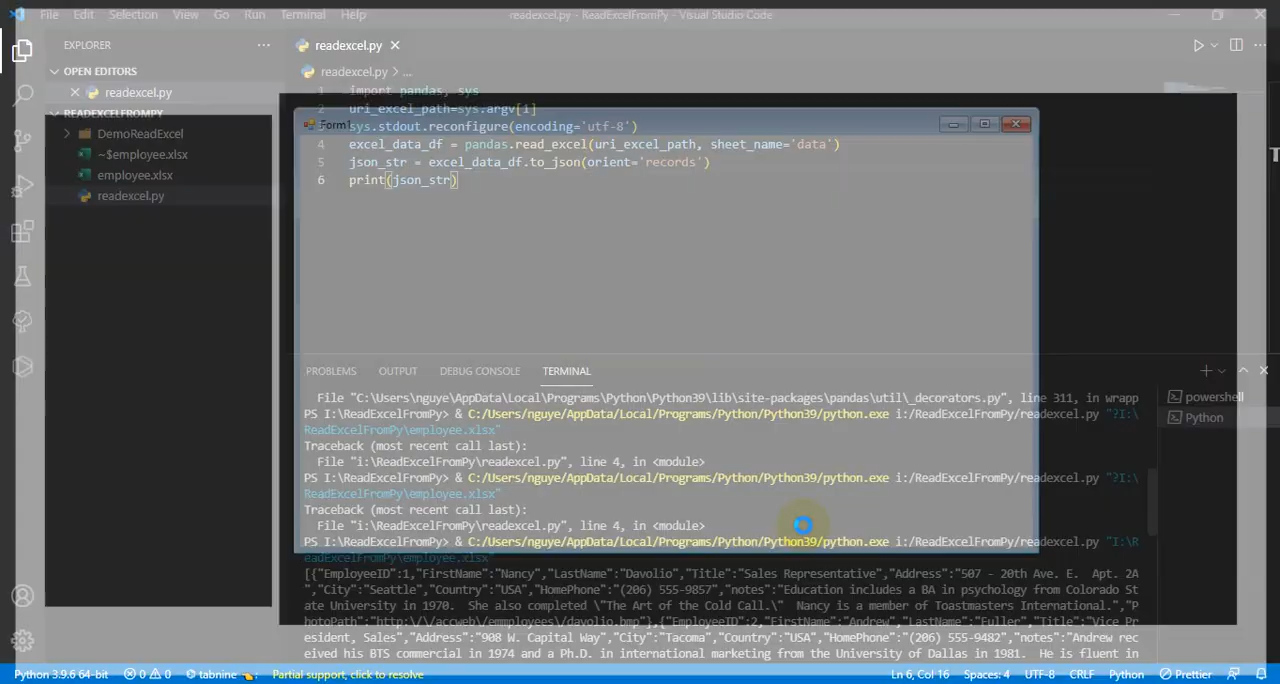 File Edit Selection View Go Run Terminal Help
readexcel.py - ReadExcelFromPy - Visual Studio Code
EXPLORER
OPEN EDITORS
readexcel.py
READEXCELFROMPY
DemoReadExcel
~$employee.xlsx
employee.xlsx
readexcel.py
readexcel.py
readexcel.py > ...
1 import pandas, sys
2 uri_excel_path=sys.argv[1]
Form1
sys.stdout.reconfigure(encoding='utf-8')
4 excel_data_df = pandas.read_excel(uri_excel_path, sheet_name='data')
5 json_str = excel_data_df.to_json(orient='records')
6 print(json_str)
PROBLEMS OUTPUT DEBUG CONSOLE TERMINAL
File "C:\Users\nguye\AppData\Local\Programs\Python\Python39\lib\site-packages\pandas\util\_decorators.py", line 311, in wrapp
PS I:\ReadExcelFromPy> & C:/Users/nguye/AppData/Local/Programs/Python/Python39/python.exe i:/ReadExcelFromPy/readexcel.py "?I:\
ReadExcelFromPy\employee.xlsx"
Traceback (most recent call last):
File "i:\ReadExcelFromPy\readexcel.py", line 4, in <module>
PS I:\ReadExcelFromPy> & C:/Users/nguye/AppData/Local/Programs/Python/Python39/python.exe i:/ReadExcelFromPy/readexcel.py "?I:\
ReadExcelFromPy\employee.xlsx"
Traceback (most recent call last):
File "i:\ReadExcelFromPy\readexcel.py", line 4, in <module>
PS I:\ReadExcelFromPy> & C:/Users/nguye/AppData/Local/Programs/Python/Python39/python.exe i:/ReadExcelFromPy/readexcel.py "I:\R
eadExcelFromPy\employee.xlsx"
[{"EmployeeID":1,"FirstName":"Nancy","LastName":"Davolio","Title":"Sales Representative","Address":"507 - 20th Ave. E.  Apt. 2A
","City":"Seattle","Country":"USA","HomePhone":"(206) 555-9857","notes":"Education includes a BA in psychology from Colorado St
ate University in 1970.  She also completed \"The Art of the Cold Call.\"  Nancy is a member of Toastmasters International.","P
hotoPath":"http:\/\/accweb\/emmployees\/davolio.bmp"},{"EmployeeID":2,"FirstName":"Andrew","LastName":"Fuller","Title":"Vice Pr
esident, Sales","Address":"908 W. Capital Way","City":"Tacoma","Country":"USA","HomePhone":"(206) 555-9482","notes":"Andrew rec
eived his BTS commercial in 1974 and a Ph.D. in international marketing from the University of Dallas in 1981.  He is fluent in
powershell
Python
Python 3.9.6 64-bit 0 0 tabnine Partial support, click to resolve Ln 6, Col 16 Spaces: 4 UTF-8 CRLF Python Prettier